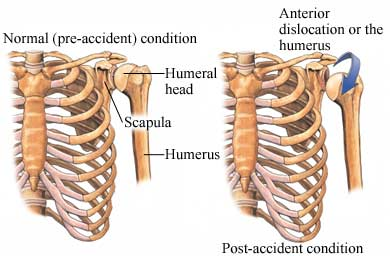 Normal (pre-accident) condition
Humeral
head
Scapula
Humerus
Anterior
dislocation or the
humerus
Post-accident condition